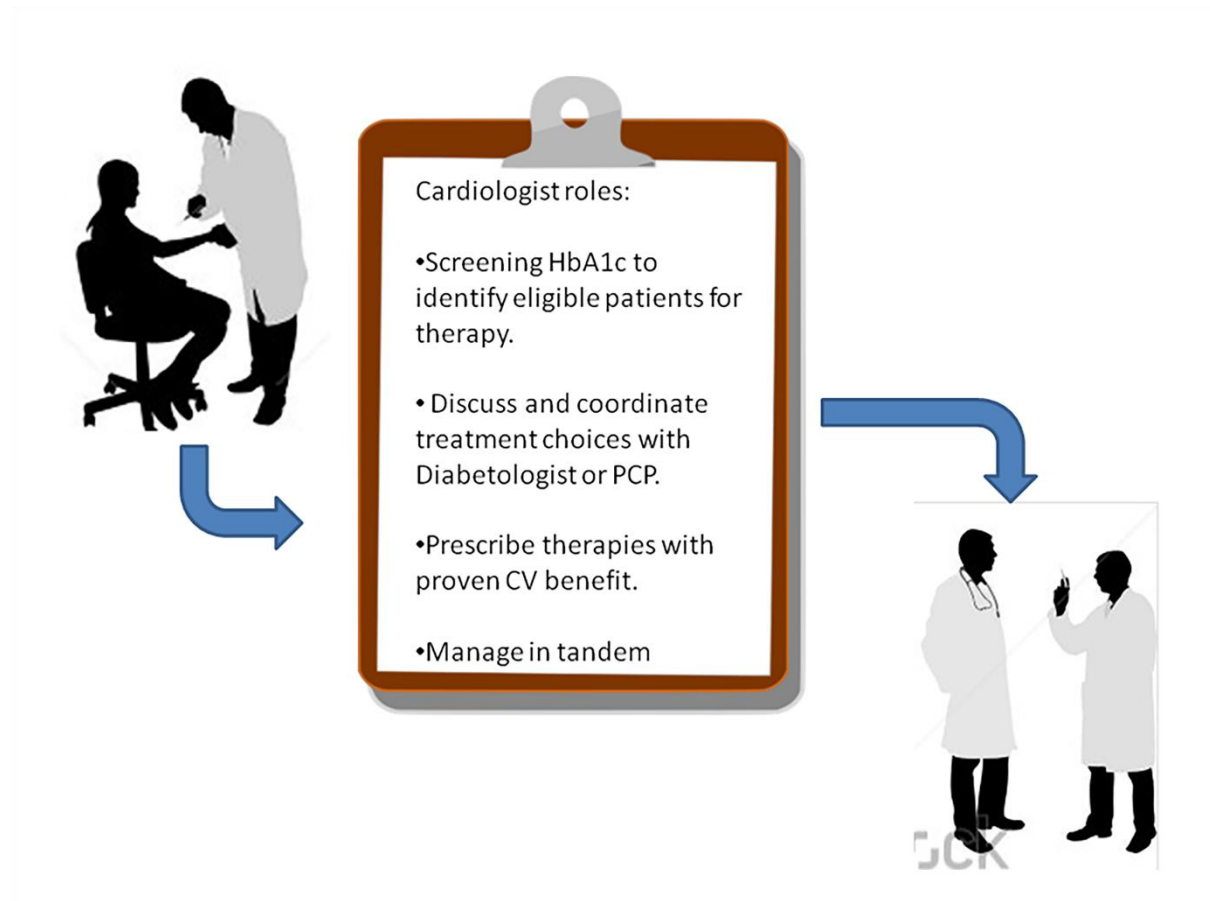 Cardiologist roles:
•Screening HbA1c to
identify eligible patients for
therapy.
• Discuss and coordinate
treatment choices with
Diabetologist or PCP.
•Prescribe therapies with
proven CV benefit.
•Manage in tandem